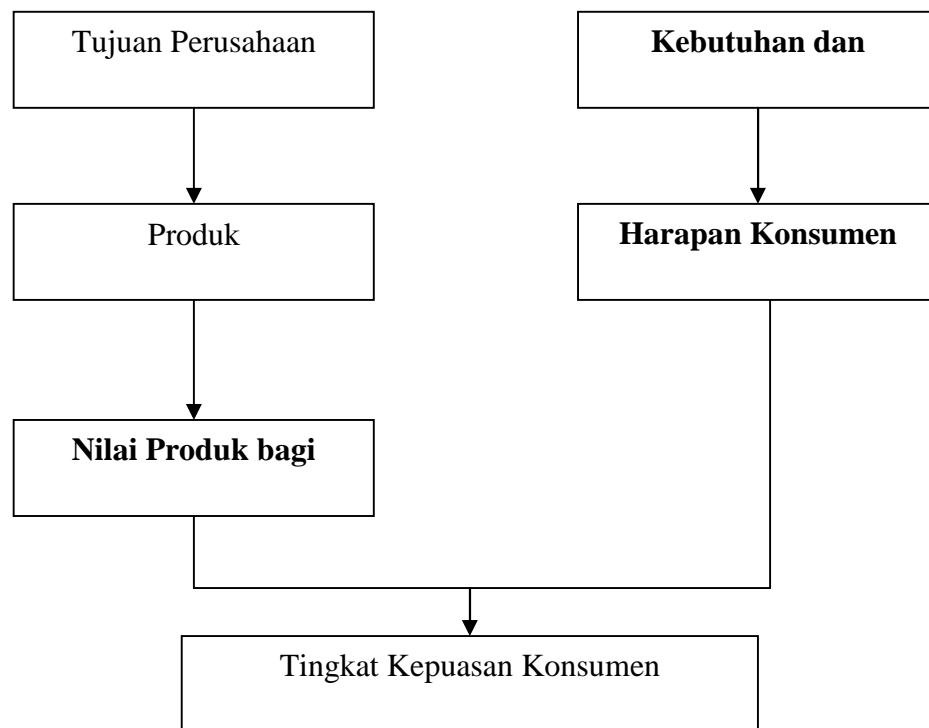 Tujuan Perusahaan
Kebutuhan dan
Produk
Harapan Konsumen
Nilai Produk bagi
Tingkat Kepuasan Konsumen